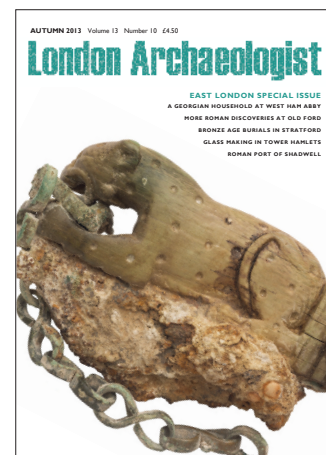 AUTUMN 2013 Volume 13 Number 10 £4.50
London Archaeologist
EAST LONDON SPECIAL ISSUE
A GEORGIAN HOUSEHOLD AT WEST HAM ABBY
MORE ROMAN DISCOVERIES AT OLD FORD
BRONZE AGE BURIALS IN STRATFORD
GLASS MAKING IN TOWER HAMLETS
ROMAN PORT OF SHADWELL